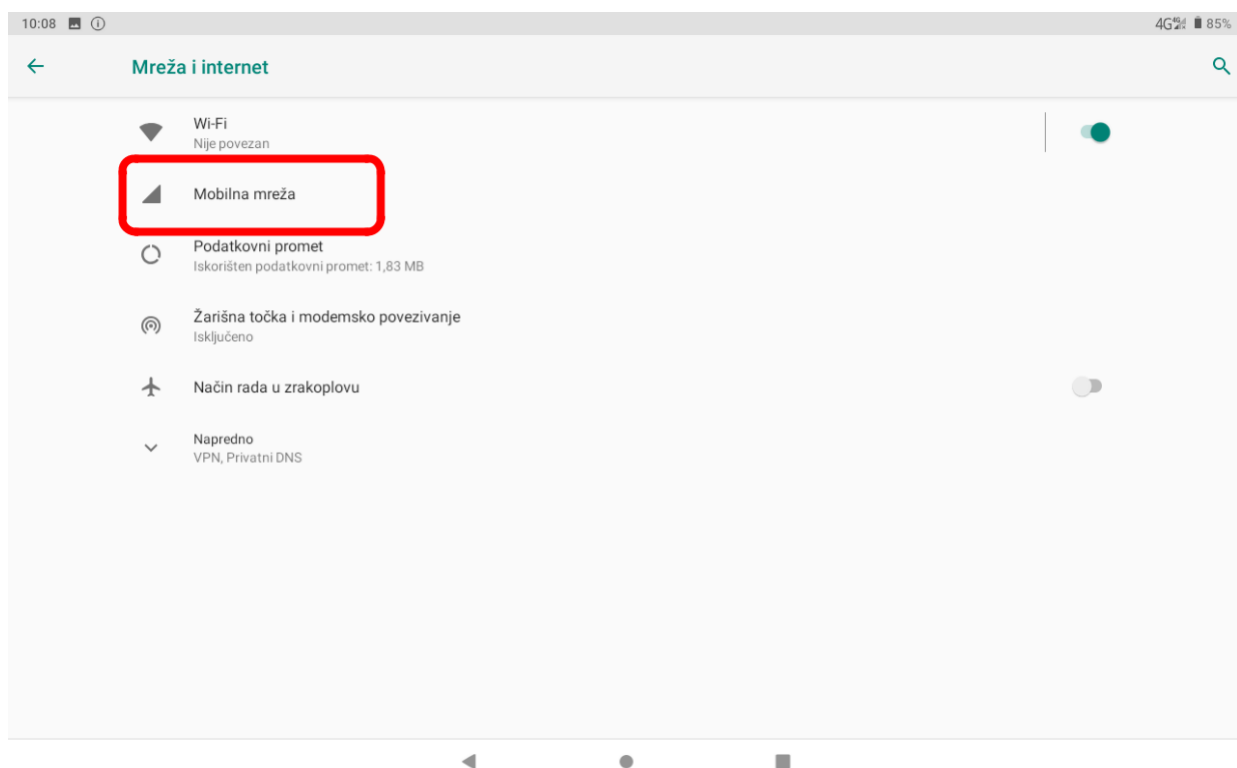 10:08 4G 85%
Mreža i internet
Wi-Fi
Nije povezan
Mobilna mreža
Podatkovni promet
Iskorišten podatkovni promet: 1,83 MB
Žarišna točka i modemsko povezivanje
Isključeno
Način rada u zrakoplovu
Napredno
VPN, Privatni DNS